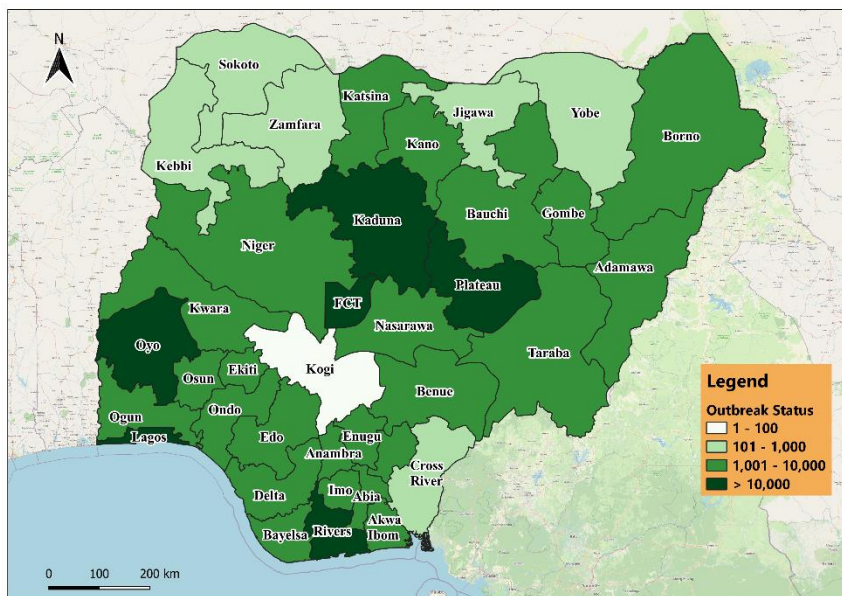 N
Sokoto
Katsina
Jigawa
Yobe
Zamfara
Borno
Kano
Kebbi
Kaduna
Bauchi
Gombe
Niger
Adamawa
Plateau
FCT
Kwara
Nasarawa
Oyo
Taraba
Kogi
Ekiti
Osun
Benue
Ogun
Ondo
Lagos
Edo
Enugu
Anambra
Cross
River
Delta
Imo
Abia
Rivers
Akwa
Ibom
Bayelsa
Legend
Outbreak Status
1 - 100
101 - 1,000
1,001 - 10,000
> 10,000
0 100 200 km